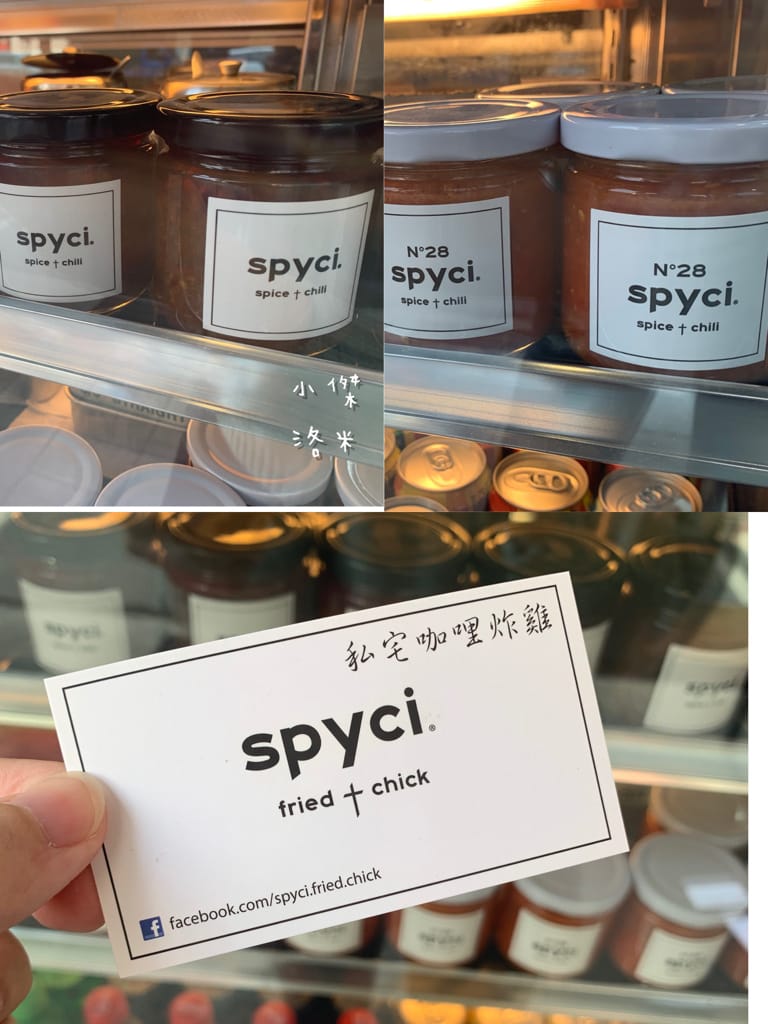 spyci.
spice † chili
spyci.
spice † chili
小傑
洛米
N°28
spyci.
spice † chili
N°28
spyci.
spice † chili
私宅咖哩炸雞
spyci.®
fried † chick
facebook.com/spyci.fried.chick